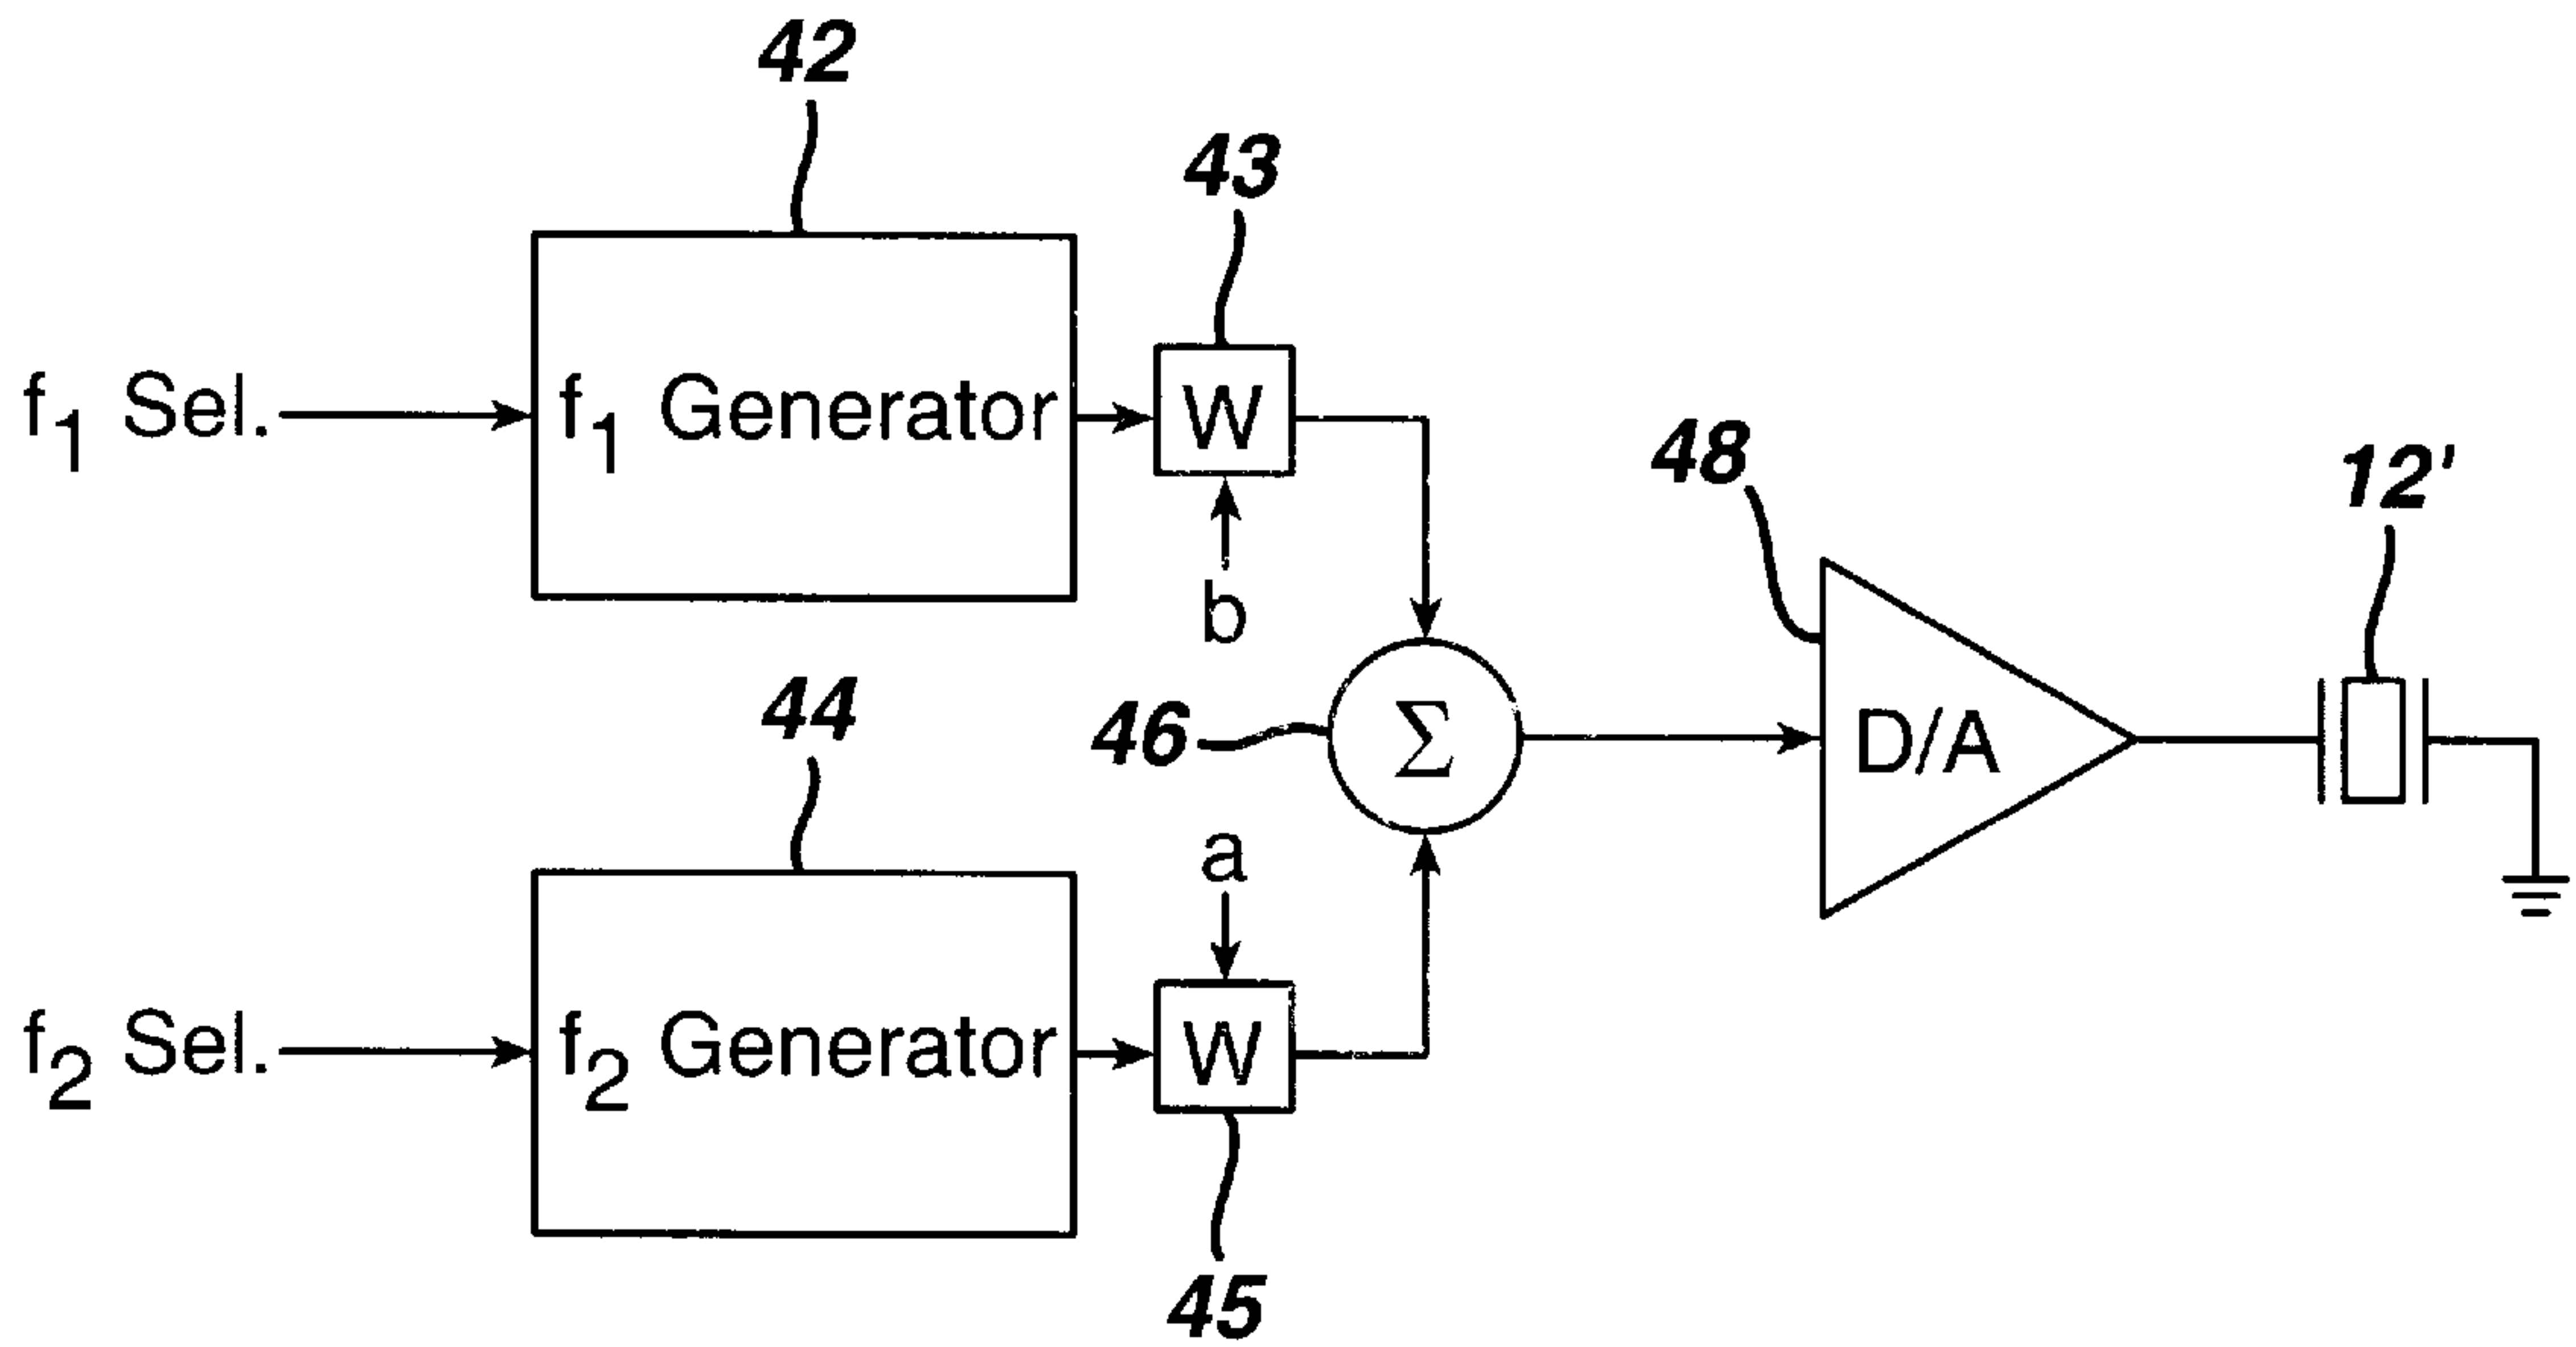 42
43
f1 Sel.
f1 Generator
W
48
12'
b
44
46
Σ
D/A
a
f2 Sel.
f2 Generator
W
45